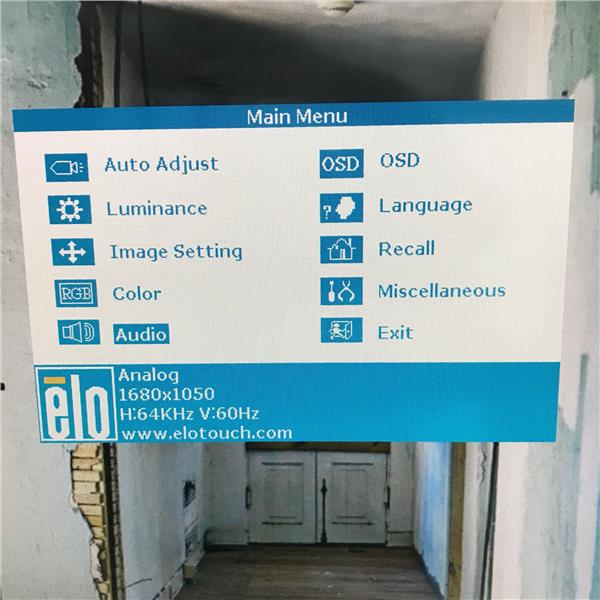 Main Menu
Auto Adjust
OSD OSD
Luminance
? Language
Image Setting
Recall
RGB Color
Miscellaneous
Audio
Exit
elo
Analog
1680x1050
H:64KHz V:60Hz
www.elotouch.com